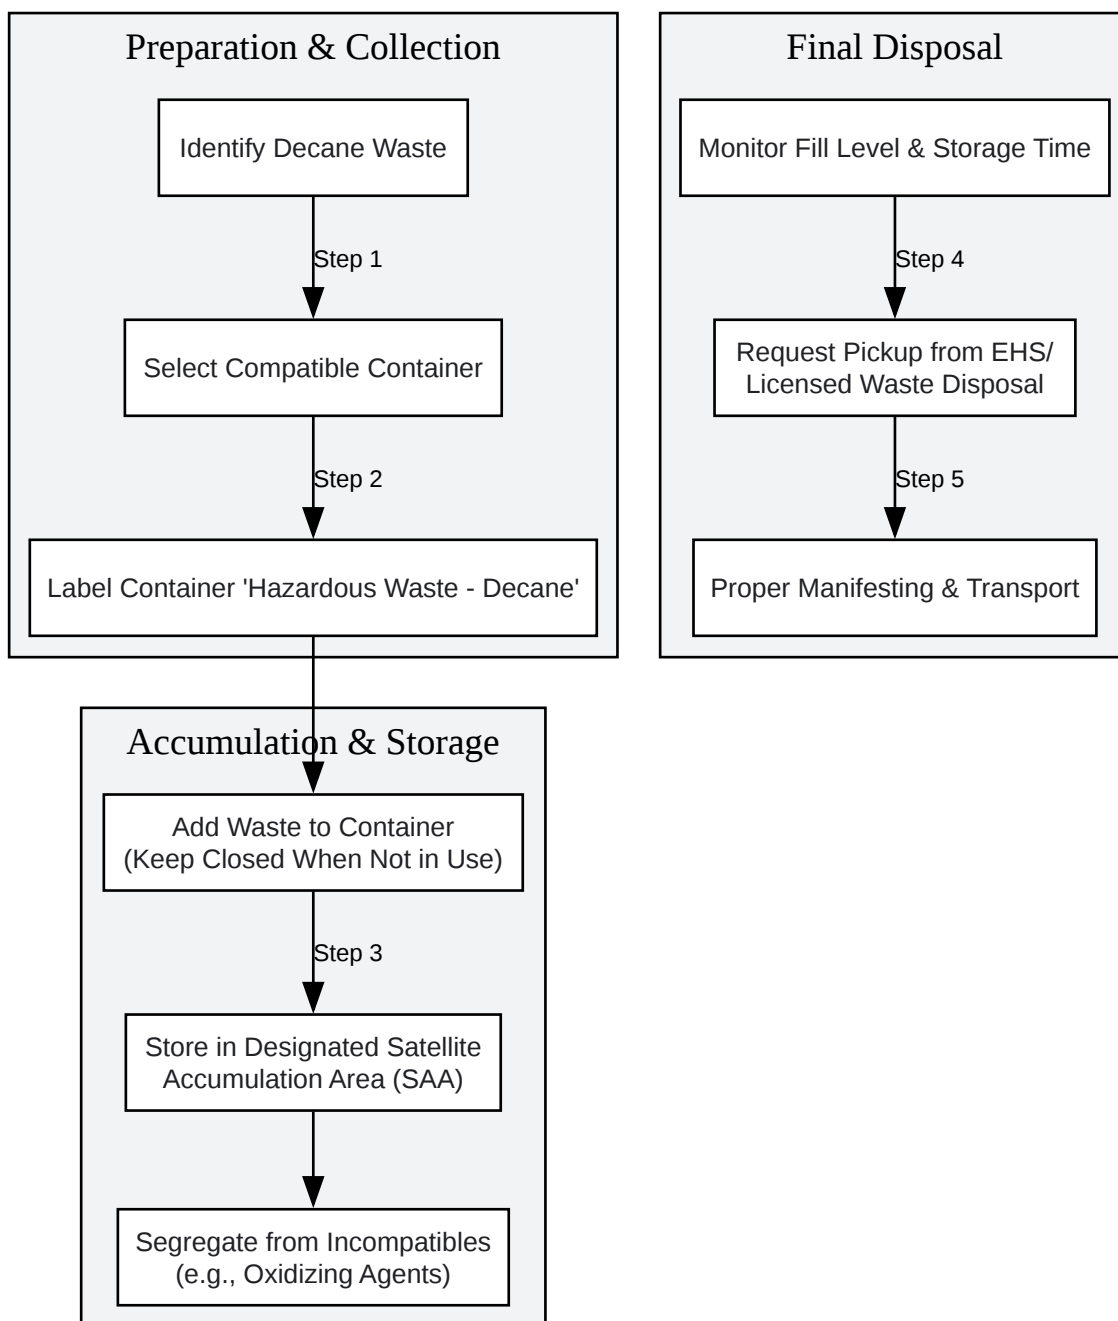 Preparation & Collection
Identify Decane Waste
Step 1
Select Compatible Container
Step 2
Label Container 'Hazardous Waste - Decane'
Accumulation & Storage
Add Waste to Container
(Keep Closed When Not in Use)
Step 3
Store in Designated Satellite
Accumulation Area (SAA)
Segregate from Incompatibles
(e.g., Oxidizing Agents)
Final Disposal
Monitor Fill Level & Storage Time
Step 4
Request Pickup from EHS/
Licensed Waste Disposal
Step 5
Proper Manifesting & Transport